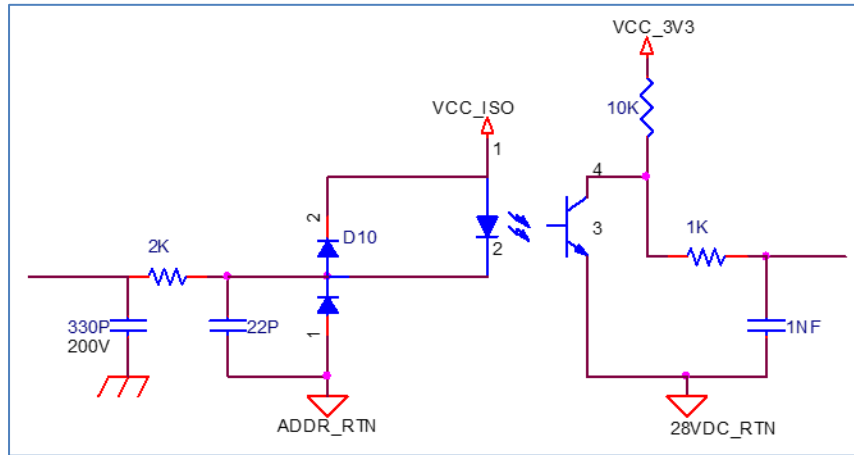 VCC_3V3
10K
VCC_ISO
1
4
2
D10
3
1K
2K
2
330P
200V
22P
1
1NF
ADDR_RTN
28VDC_RTN